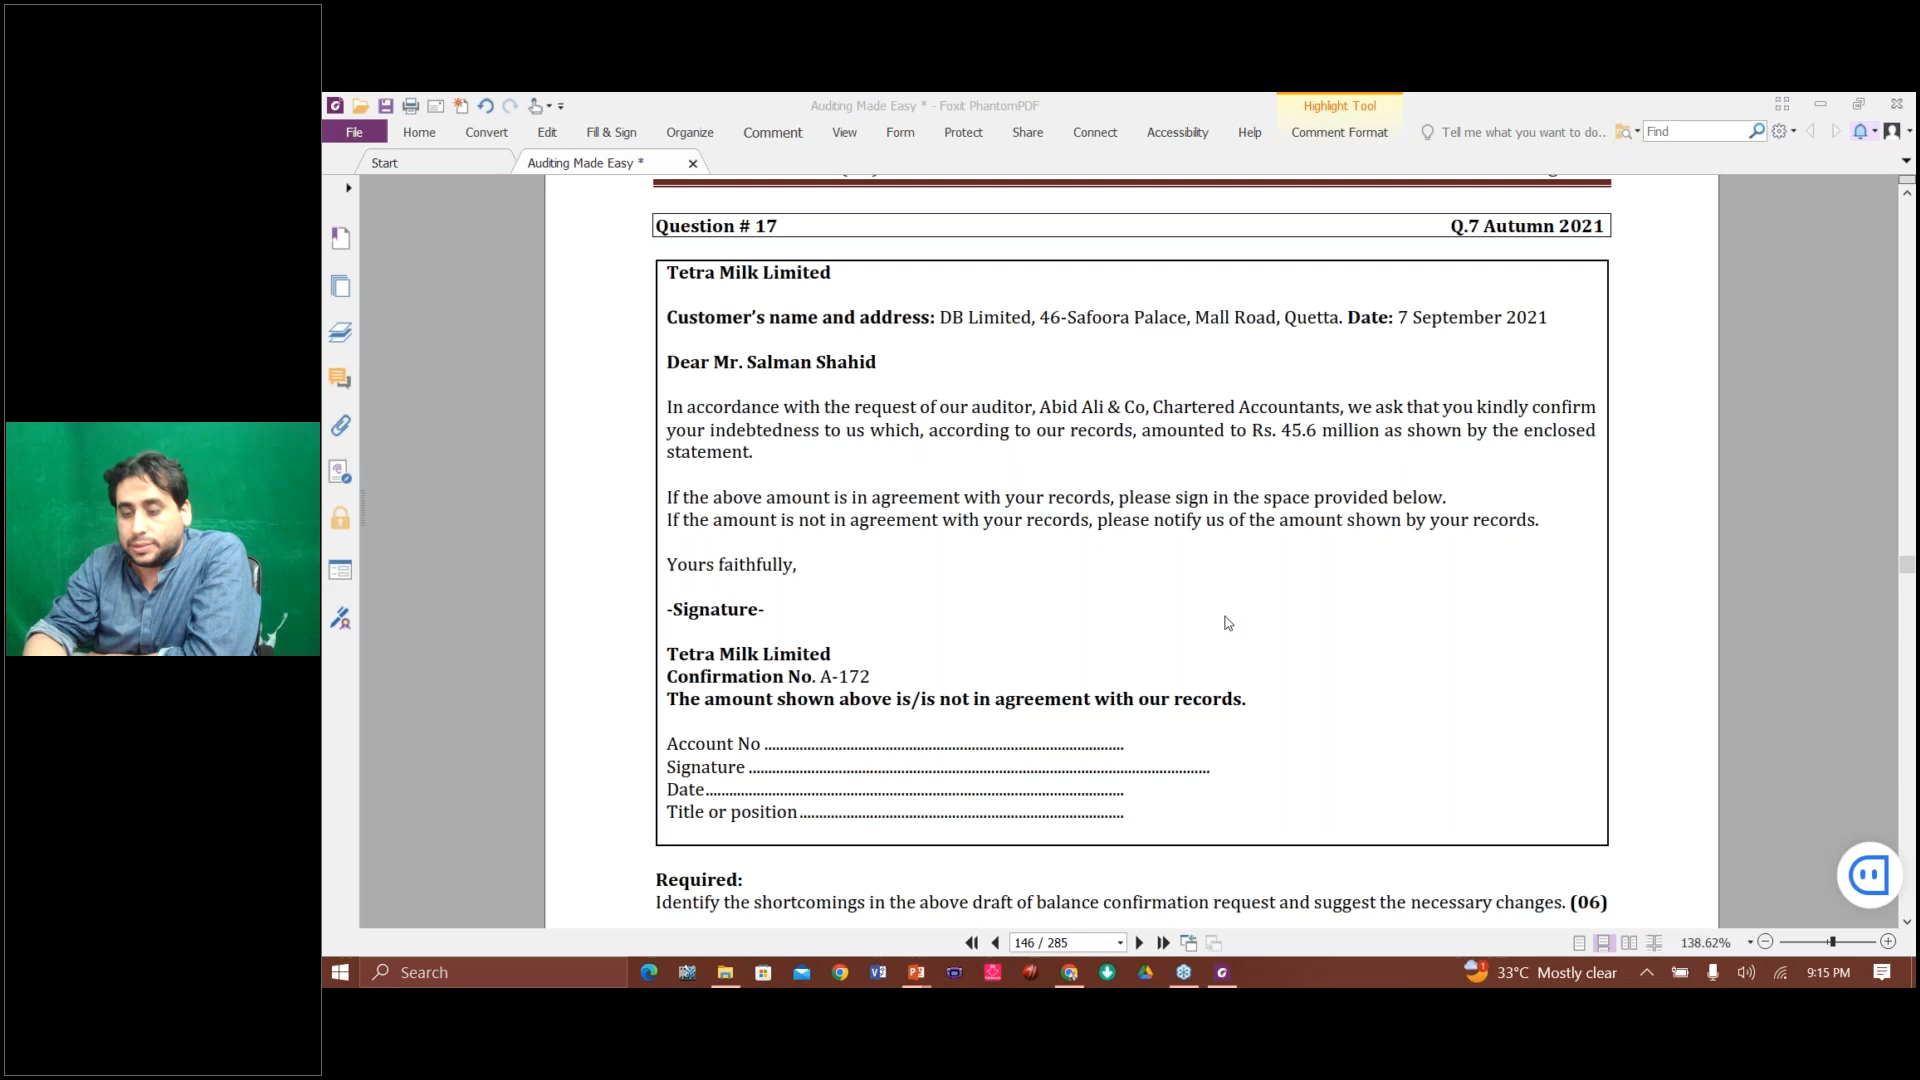 Auditing Made Easy * - Foxit PhantomPDF
Highlight Tool
File Home Convert Edit Fill & Sign Organize Comment View Form Protect Share Connect Accessibility Help Comment Format Tell me what you want to do... Find
Start
Auditing Made Easy *
Question # 17 Q.7 Autumn 2021
Tetra Milk Limited
Customer's name and address: DB Limited, 46-Safoora Palace, Mall Road, Quetta. Date: 7 September 2021
Dear Mr. Salman Shahid
In accordance with the request of our auditor, Abid Ali & Co, Chartered Accountants, we ask that you kindly confirm
your indebtedness to us which, according to our records, amounted to Rs. 45.6 million as shown by the enclosed
statement.
If the above amount is in agreement with your records, please sign in the space provided below.
If the amount is not in agreement with your records, please notify us of the amount shown by your records.
Yours faithfully,
-Signature-
Tetra Milk Limited
Confirmation No. A-172
The amount shown above is/is not in agreement with our records.
Account No ................................................................................
Signature ................................................................................
Date................................................................................
Title or position................................................................................
Required:
Identify the shortcomings in the above draft of balance confirmation request and suggest the necessary changes. (06)
146 / 285
138.62%
Search
33°C Mostly clear
9:15 PM